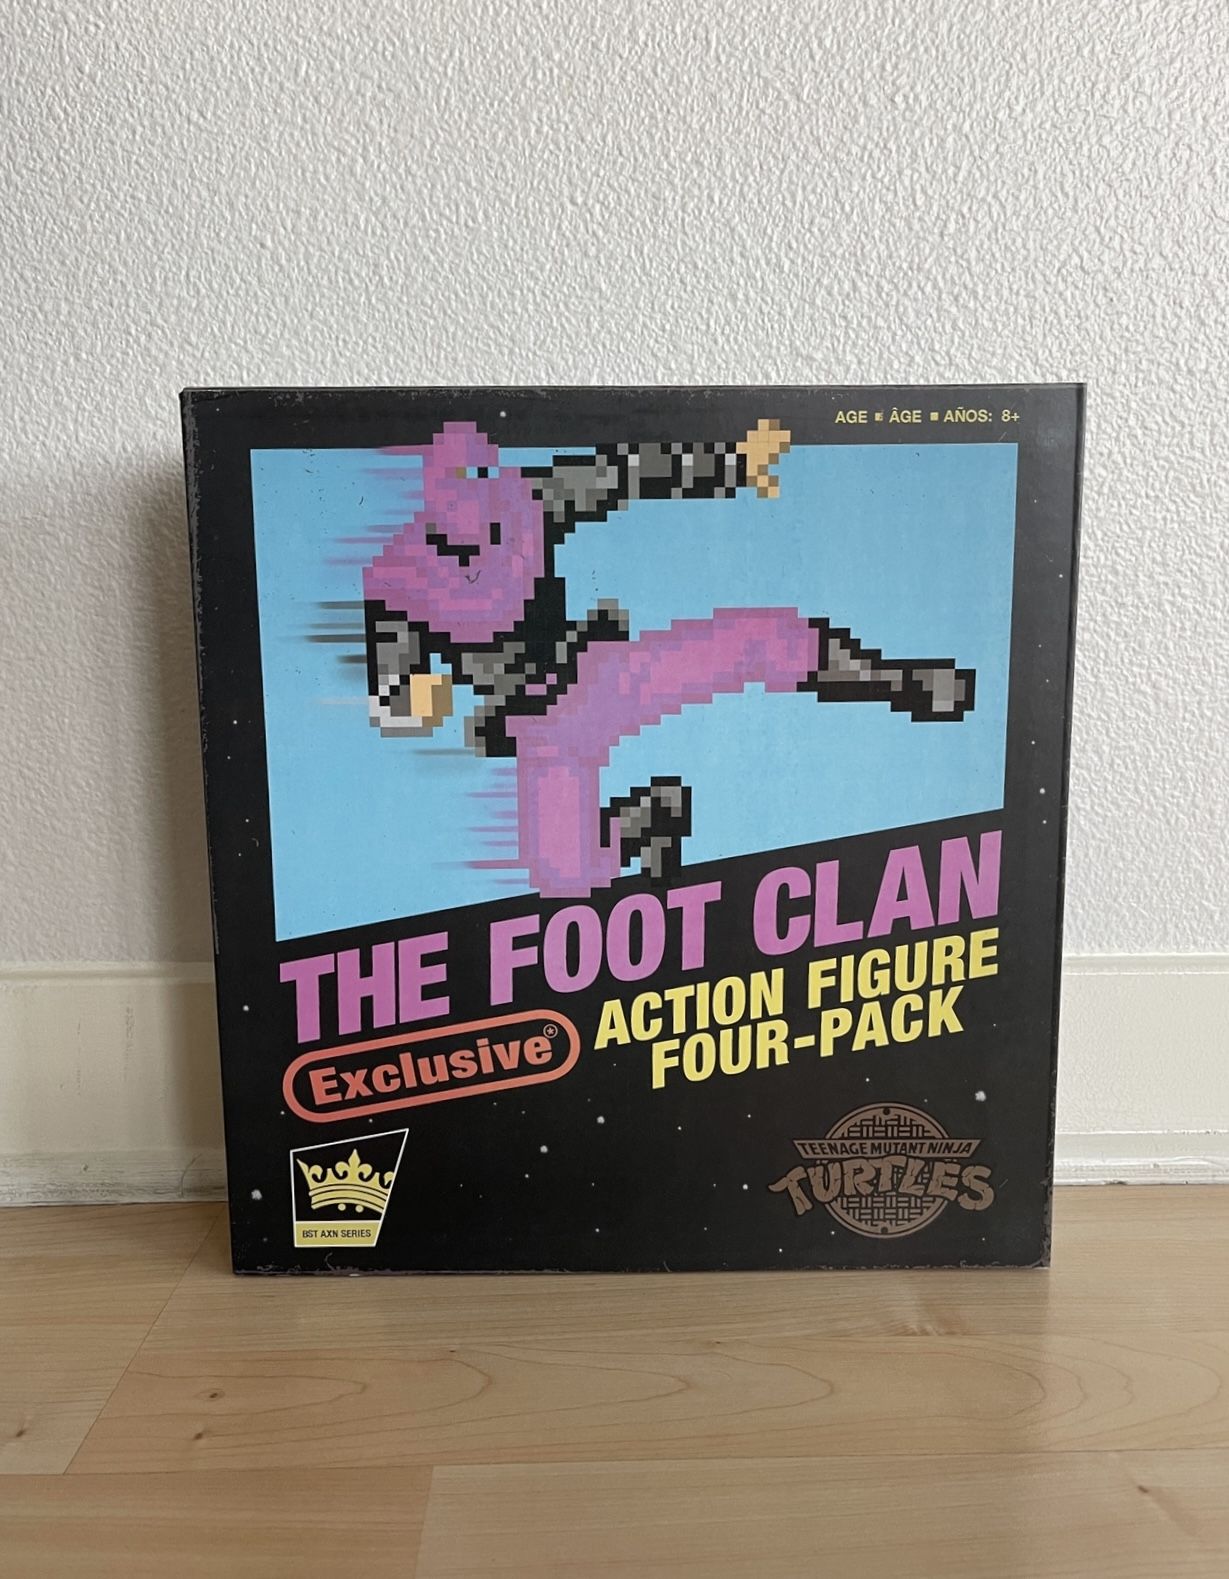 AGE ▪ ÂGE ▪ AÑOS: 8+
THE FOOT CLAN
ACTION FIGURE
FOUR-PACK
Exclusive
BST AXN SERIES
TEENAGE MUTANT NINJA
TURTLES